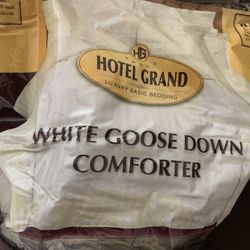 HG
HOTEL GRAND
LUXURY BASIC BEDDING
WHITE GOOSE DOWN
COMFORTER